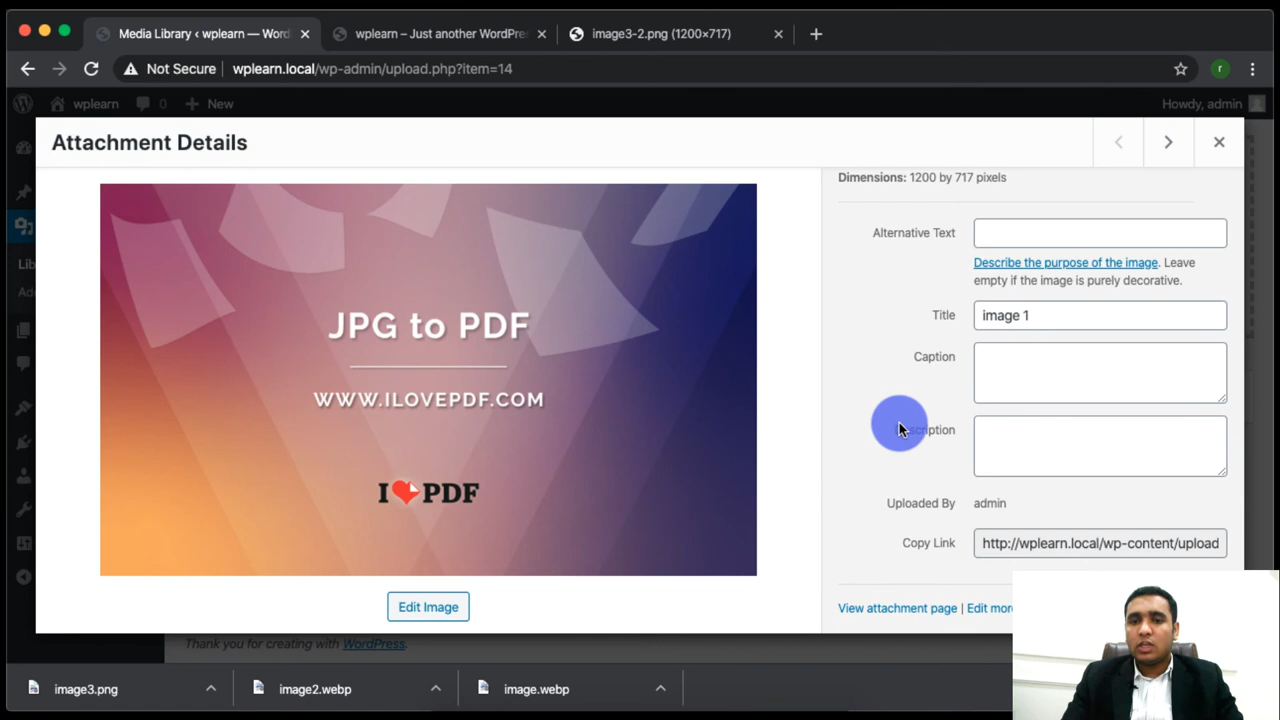 Media Library ‹ wplearn — Word
wplearn – Just another WordPre
image3-2.png (1200×717)
Not Secure
wplearn.local/wp-admin/upload.php?item=14
r
wplearn
0
New
Howdy, admin
Attachment Details
Lib
Ad
JPG to PDF
WWW.ILOVEPDF.COM
I PDF
Edit Image
Dimensions: 1200 by 717 pixels
Alternative Text
Describe the purpose of the image. Leave
empty if the image is purely decorative.
Title
image 1
Caption
Description
Uploaded By
admin
Copy Link
http://wplearn.local/wp-content/upload
View attachment page | Edit mor
Thank you for creating with WordPress.
image3.png
image2.webp
image.webp